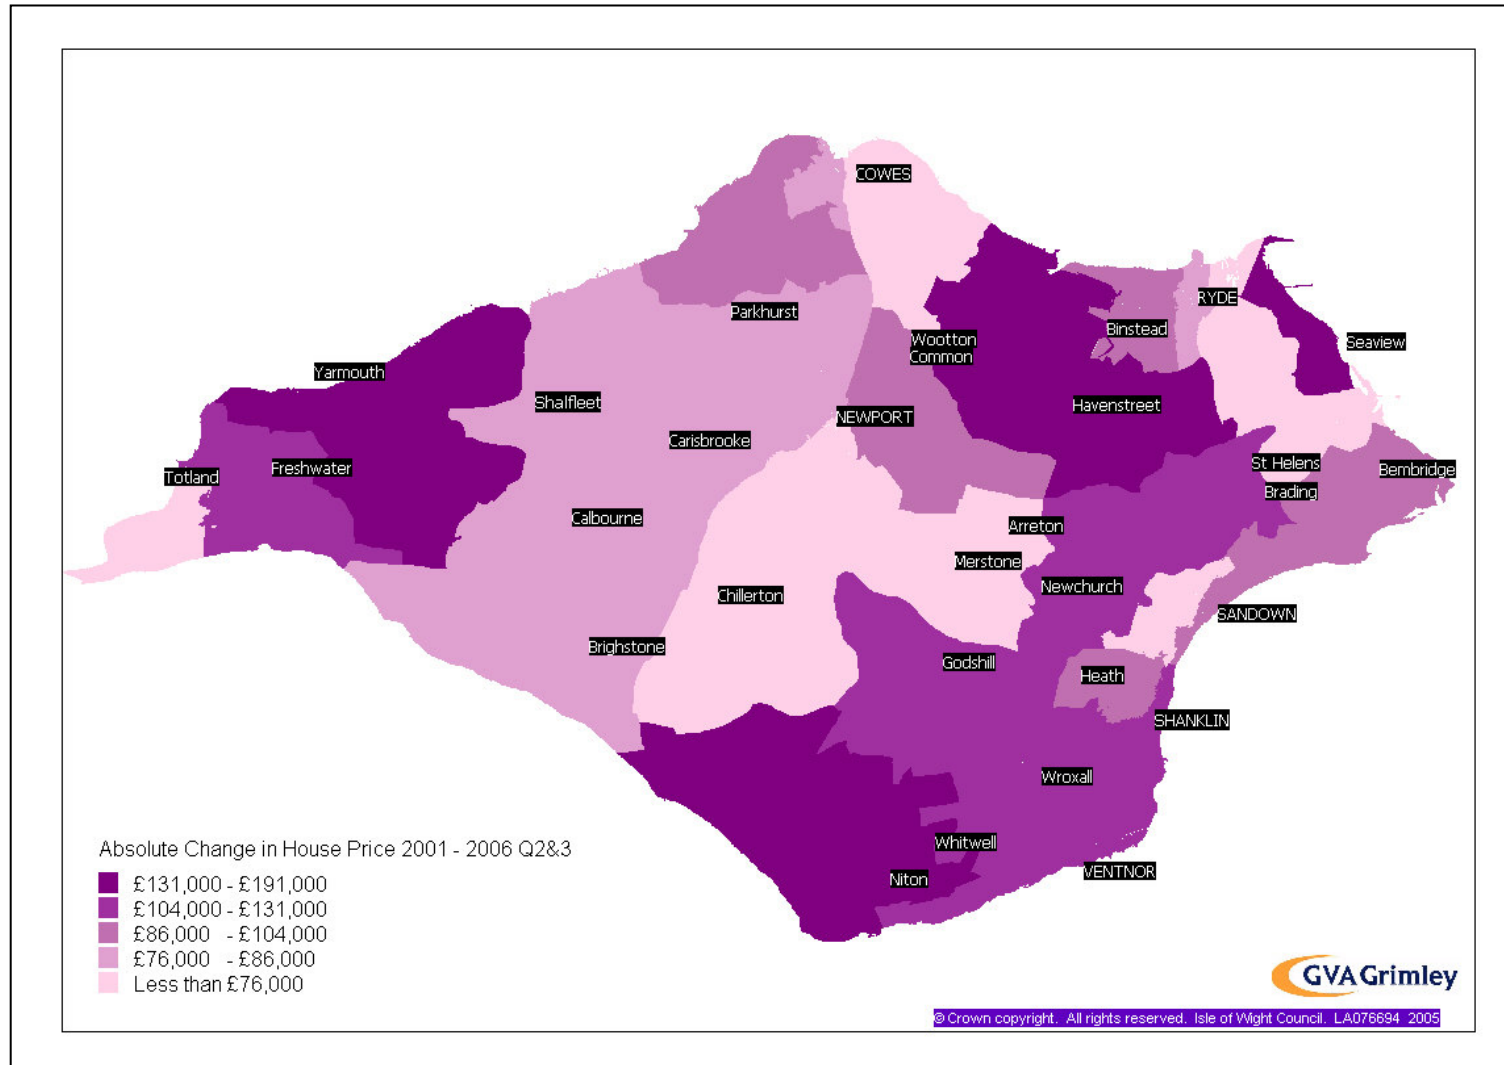 COWES
Parkhurst
RYDE
Binstead
Wootton
Common
Seaview
Yarmouth
Shalfleet
Havenstreet
NEWPORT
Carisbrooke
Freshwater
Totland
St Helens
Bembridge
Brading
Calbourne
Arreton
Merstone
Newchurch
Chillerton
SANDOWN
Brighstone
Godshill
Heath
SHANKLIN
Wroxall
Whitwell
VENTNOR
Niton
Absolute Change in House Price 2001 - 2006 Q2&3
£131,000 - £191,000
£104,000 - £131,000
£86,000 - £104,000
£76,000 - £86,000
Less than £76,000
GVA Grimley
© Crown copyright. All rights reserved. Isle of Wight Council. LA076694 2005